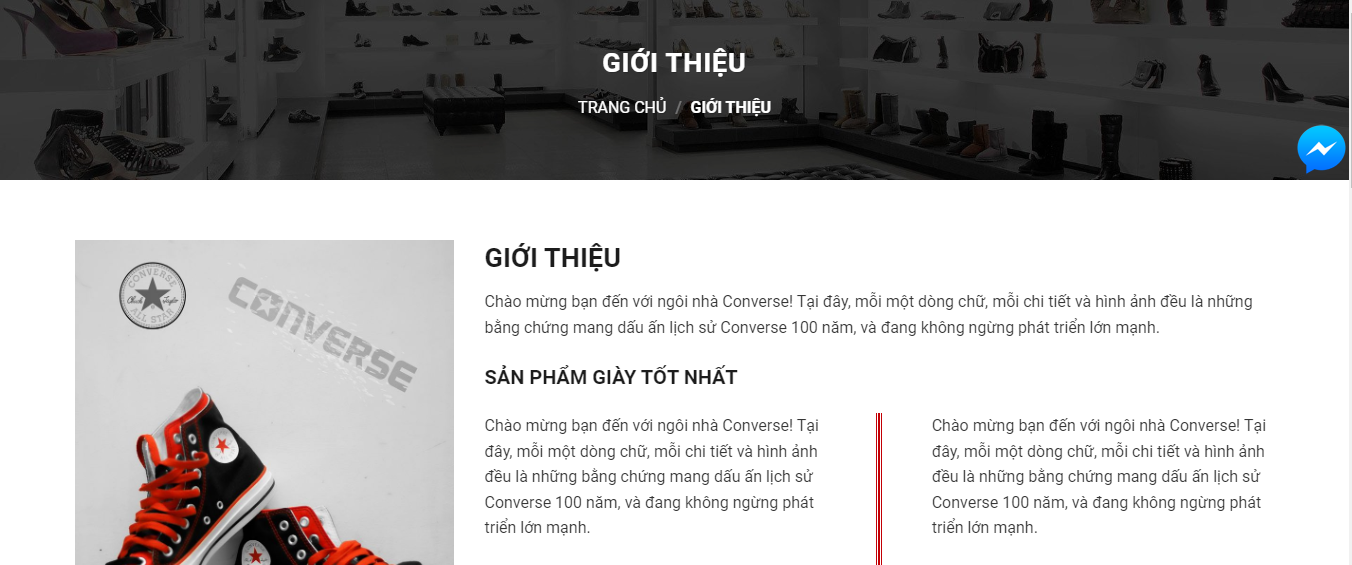 GIỚI THIỆU
TRANG CHỦ / GIỚI THIỆU
CONVERSE
Chuck Taylor
ALL STAR
CONVERSE
GIỚI THIỆU
Chào mừng bạn đến với ngôi nhà Converse! Tại đây, mỗi một dòng chữ, mỗi chi tiết và hình ảnh đều là những
bằng chứng mang dấu ấn lịch sử Converse 100 năm, và đang không ngừng phát triển lớn mạnh.
SẢN PHẨM GIÀY TỐT NHẤT
Chào mừng bạn đến với ngôi nhà Converse! Tại
đây, mỗi một dòng chữ, mỗi chi tiết và hình ảnh
đều là những bằng chứng mang dấu ấn lịch sử
Converse 100 năm, và đang không ngừng phát
triển lớn mạnh.
Chào mừng bạn đến với ngôi nhà Converse! Tại
đây, mỗi một dòng chữ, mỗi chi tiết và hình ảnh
đều là những bằng chứng mang dấu ấn lịch sử
Converse 100 năm, và đang không ngừng phát
triển lớn mạnh.